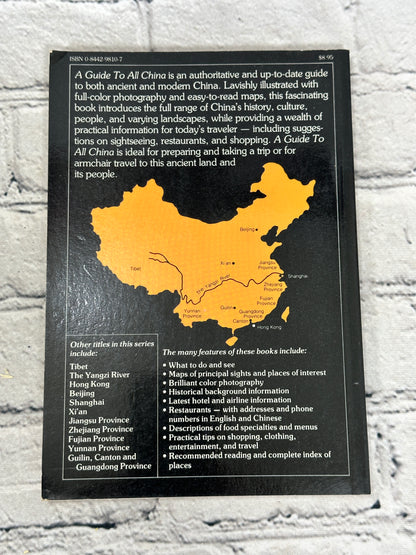 ISBN 0-8442-9810-7 $8.95
A Guide To All China is an authoritative and up-to-date guide
to both ancient and modern China. Lavishly illustrated with
full-color photography and easy-to-read maps, this fascinating
book introduces the full range of China's history, culture,
people, and varying landscapes, while providing a wealth of
practical information for today's traveler — including sugges-
tions on sightseeing, restaurants, and shopping. A Guide To
All China is ideal for preparing and taking a trip or for
armchair travel to this ancient land and
its people.
Beijing
Tibet
Xi'an
Jiangsu
Province
Shanghai
The Yangzi River
Zhejiang
Province
Fujian
Province
Yunnan
Province
Guilin
Guangdong
Province
Canton
Hong Kong
Other titles in this series
include:
Tibet
The Yangzi River
Hong Kong
Beijing
Shanghai
Xi'an
Jiangsu Province
Zhejiang Province
Fujian Province
Yunnan Province
Guilin, Canton and
Guangdong Province
The many features of these books include:
• What to do and see
• Maps of principal sights and places of interest
• Brilliant color photography
• Historical background information
• Latest hotel and airline information
• Restaurants — with addresses and phone
numbers in English and Chinese
• Descriptions of food specialties and menus
• Practical tips on shopping, clothing,
entertainment, and travel
• Recommended reading and complete index of
places